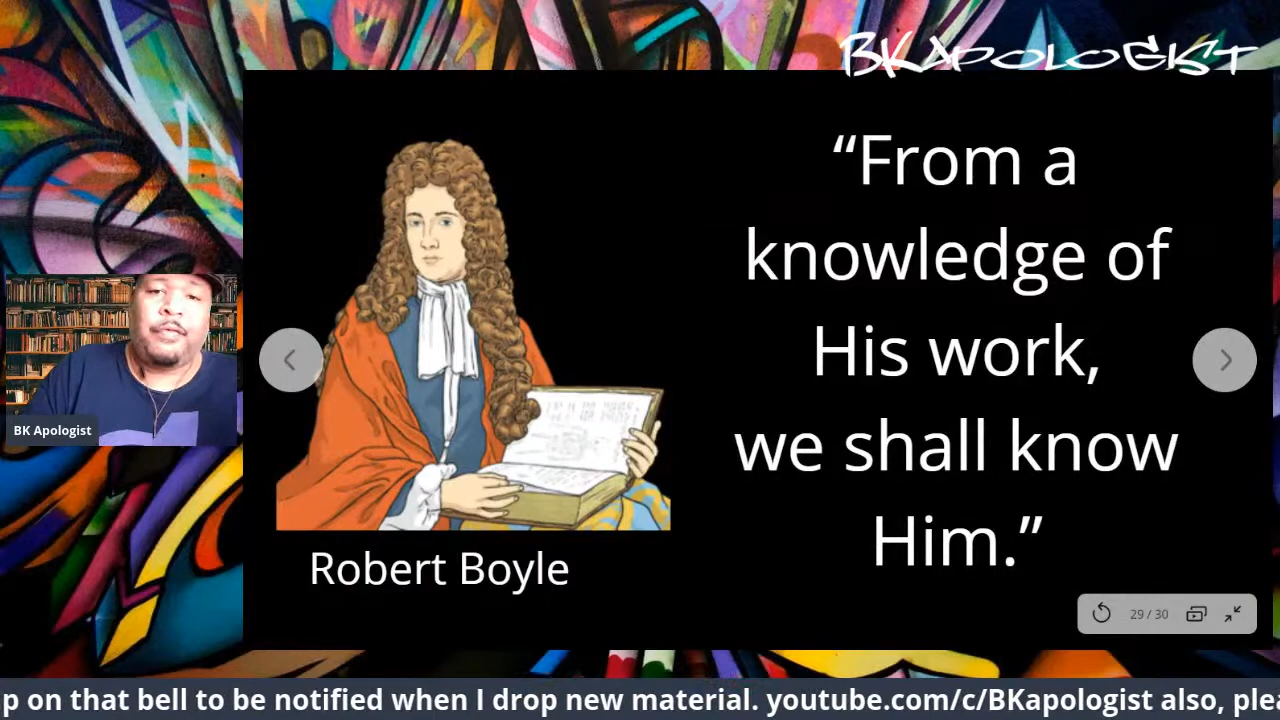 BKAPOLOGIST
“From a
knowledge of
His work,
we shall know
Him.”
BK Apologist
Robert Boyle
29 / 30
p on that bell to be notified when I drop new material. youtube.com/c/BKapologist also, plea